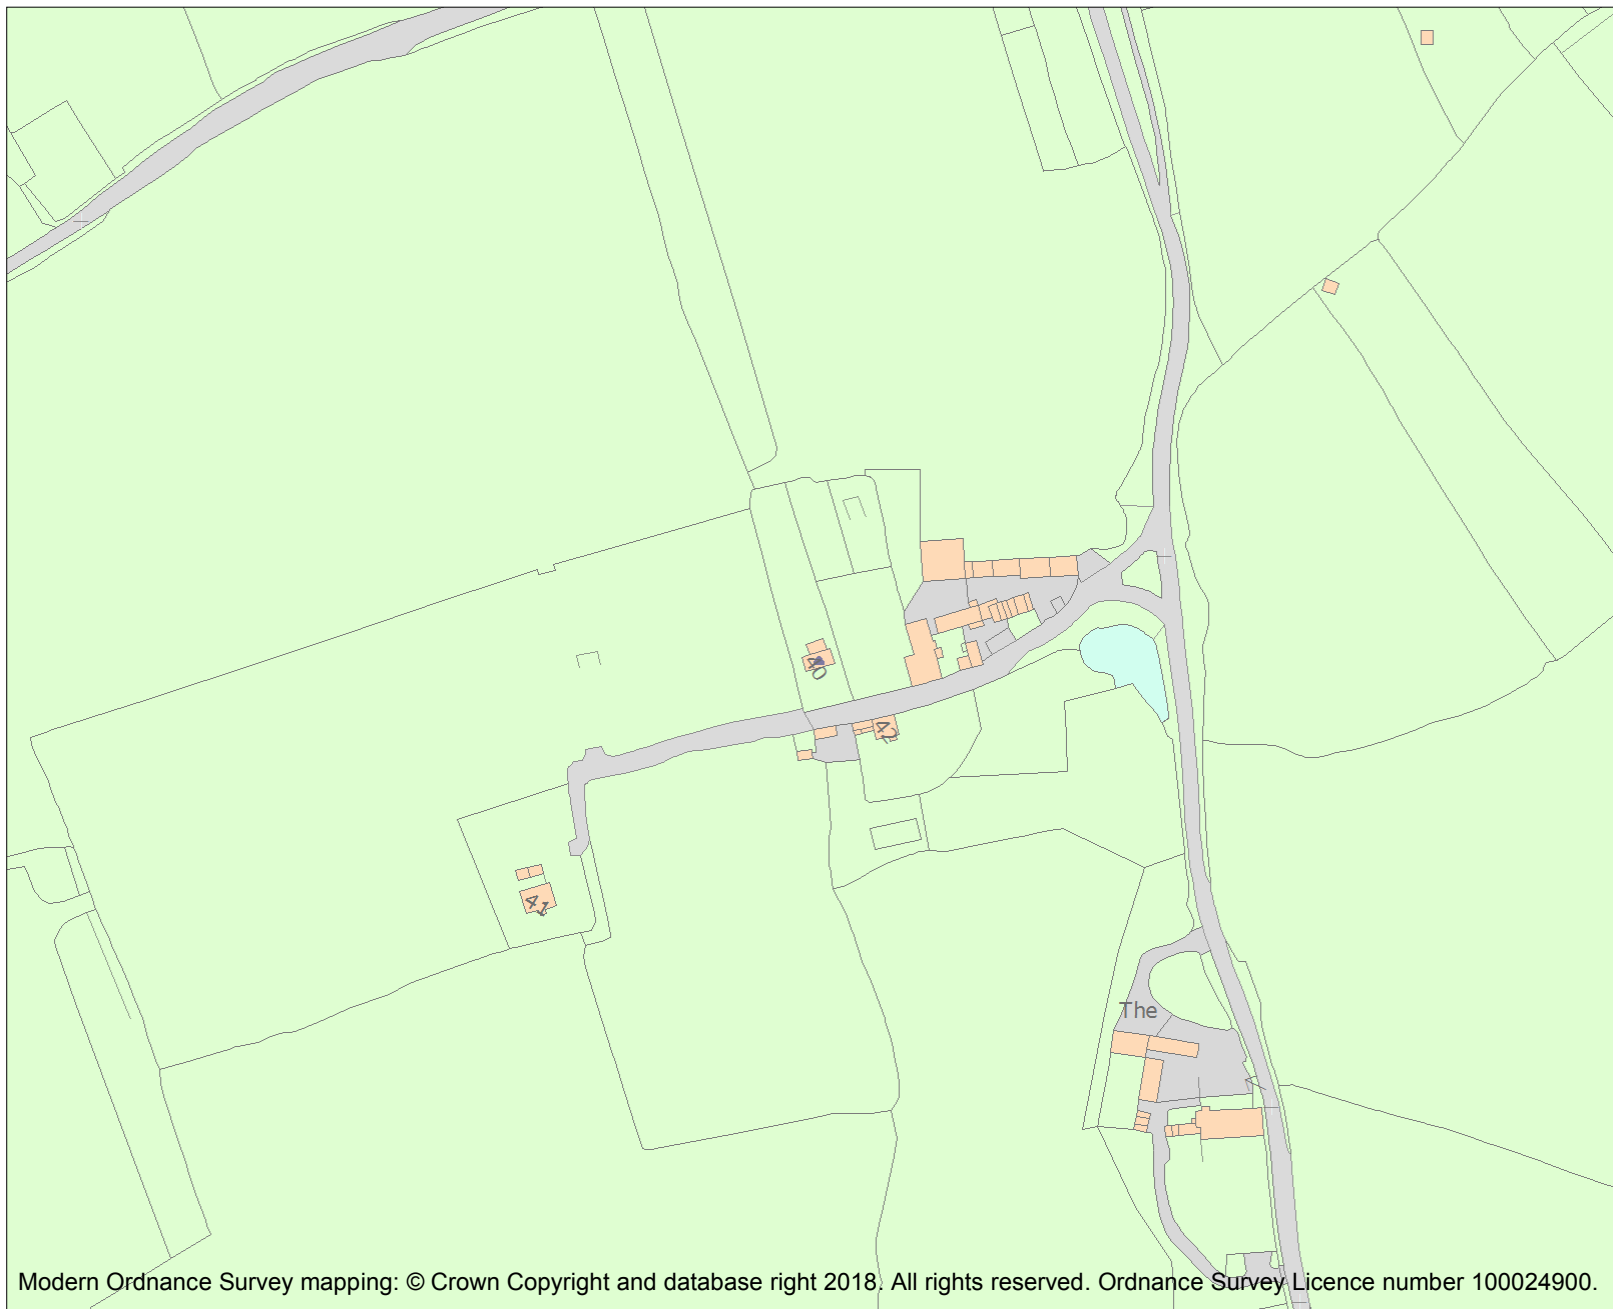 40
42
41
The
Modern Ordnance Survey mapping: © Crown Copyright and database right 2018. All rights reserved. Ordnance Survey Licence number 100024900.